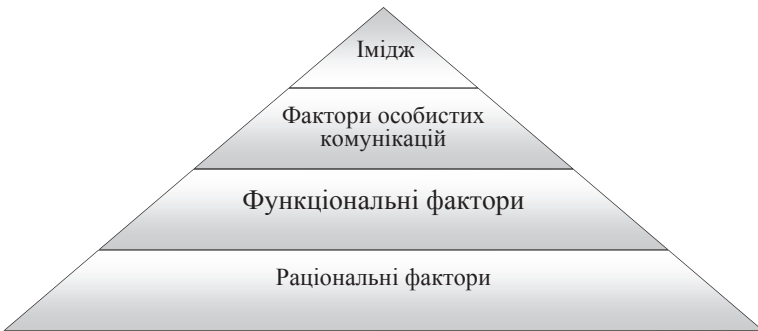 Імідж
Фактори особистих
комунікацій
Функціональні фактори
Раціональні фактори